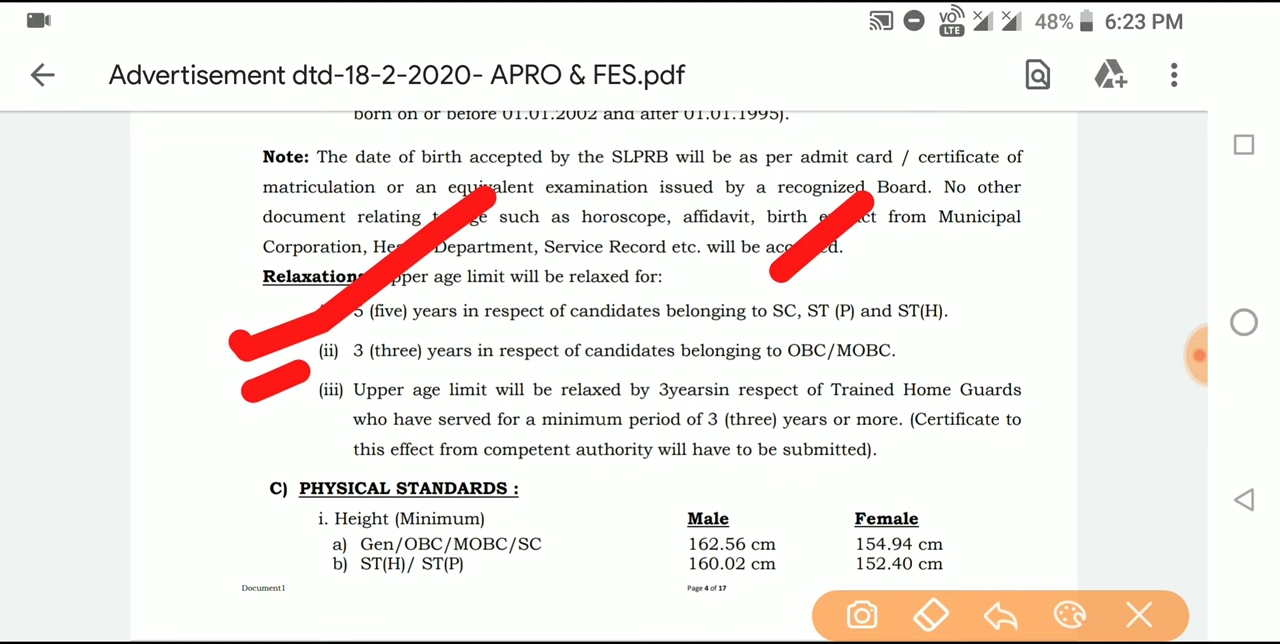 VO
LTE
48%
6:23 PM
Advertisement dtd-18-2-2020- APRO & FES.pdf
born on or before 01.01.2002 and after 01.01.1995).
Note: The date of birth accepted by the SLPRB will be as per admit card / certificate of
matriculation or an equivalent examination issued by a recognized Board. No other
document relating such as horoscope, affidavit, birth from Municipal
Corporation, Department, Service Record etc. will be
Relaxation: Upper age limit will be relaxed for:
5 (five) years in respect of candidates belonging to SC, ST (P) and ST(H).
(ii) 3 (three) years in respect of candidates belonging to OBC/MOBC.
(iii) Upper age limit will be relaxed by 3yearsin respect of Trained Home Guards
who have served for a minimum period of 3 (three) years or more. (Certificate to
this effect from competent authority will have to be submitted).
C) PHYSICAL STANDARDS :
i. Height (Minimum) Male Female
a) Gen/OBC/MOBC/SC 162.56 cm 154.94 cm
b) ST(H)/ ST(P) 160.02 cm 152.40 cm
Document1 Page 4 of 17